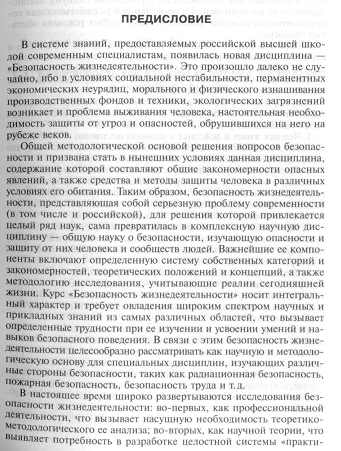 ПРЕДИСЛОВИЕ
В системе знаний, предоставляемых российской высшей шко-
лой современным специалистам, появилась новая дисциплина —
«Безопасность жизнедеятельности». Это произошло далеко не слу-
чайно, ибо в условиях социальной нестабильности, перманентных
экономических неурядиц, морального и физического изнашивания
производственных фондов и техники, экологических загрязнений
возникает и проблема выживания человека, настоятельная необхо-
димость защиты от угроз и опасностей, обрушившихся на него на
рубеже веков.
Общей методологической основой решения вопросов безопас-
ности и призвана стать в нынешних условиях данная дисциплина,
содержание которой составляют общие закономерности опасных
явлений, а также средства и методы защиты человека в различных
условиях его обитания. Таким образом, безопасность жизнедеятель-
ности, представляющая собой серьезную проблему современности
(в том числе и российской), для решения которой привлекается
целый ряд наук, сама превратилась в комплексную научную дис-
циплину — общую науку о безопасности, изучающую опасности и
защиту от них человека и сообществ людей. Важнейшие ее компо-
ненты включают определенную систему собственных категорий и
закономерностей, теоретических положений и концепций, а также
методологию исследования, учитывающие реалии сегодняшней
жизни. Курс «Безопасность жизнедеятельности» носит интеграль-
ный характер и требует овладения широким спектром научных и
прикладных знаний из самых различных областей, что вызывает
определенные трудности при ее изучении и усвоении умений и на-
выков безопасного поведения. В связи с этим безопасность жизне-
деятельности целесообразно рассматривать как научную и методоло-
гическую основу для специальных дисциплин, изучающих различ-
ные стороны безопасности, таких как радиационная безопасность,
пожарная безопасность, безопасность труда и т.д.
В настоящее время широко развертываются исследования без-
опасности жизнедеятельности: во-первых, как профессиональной
деятельности, что вызывает насущную необходимость теоретико-
методологического ее анализа; во-вторых, как научной теории, что
выявляет потребность в разработке целостной системы «практи-